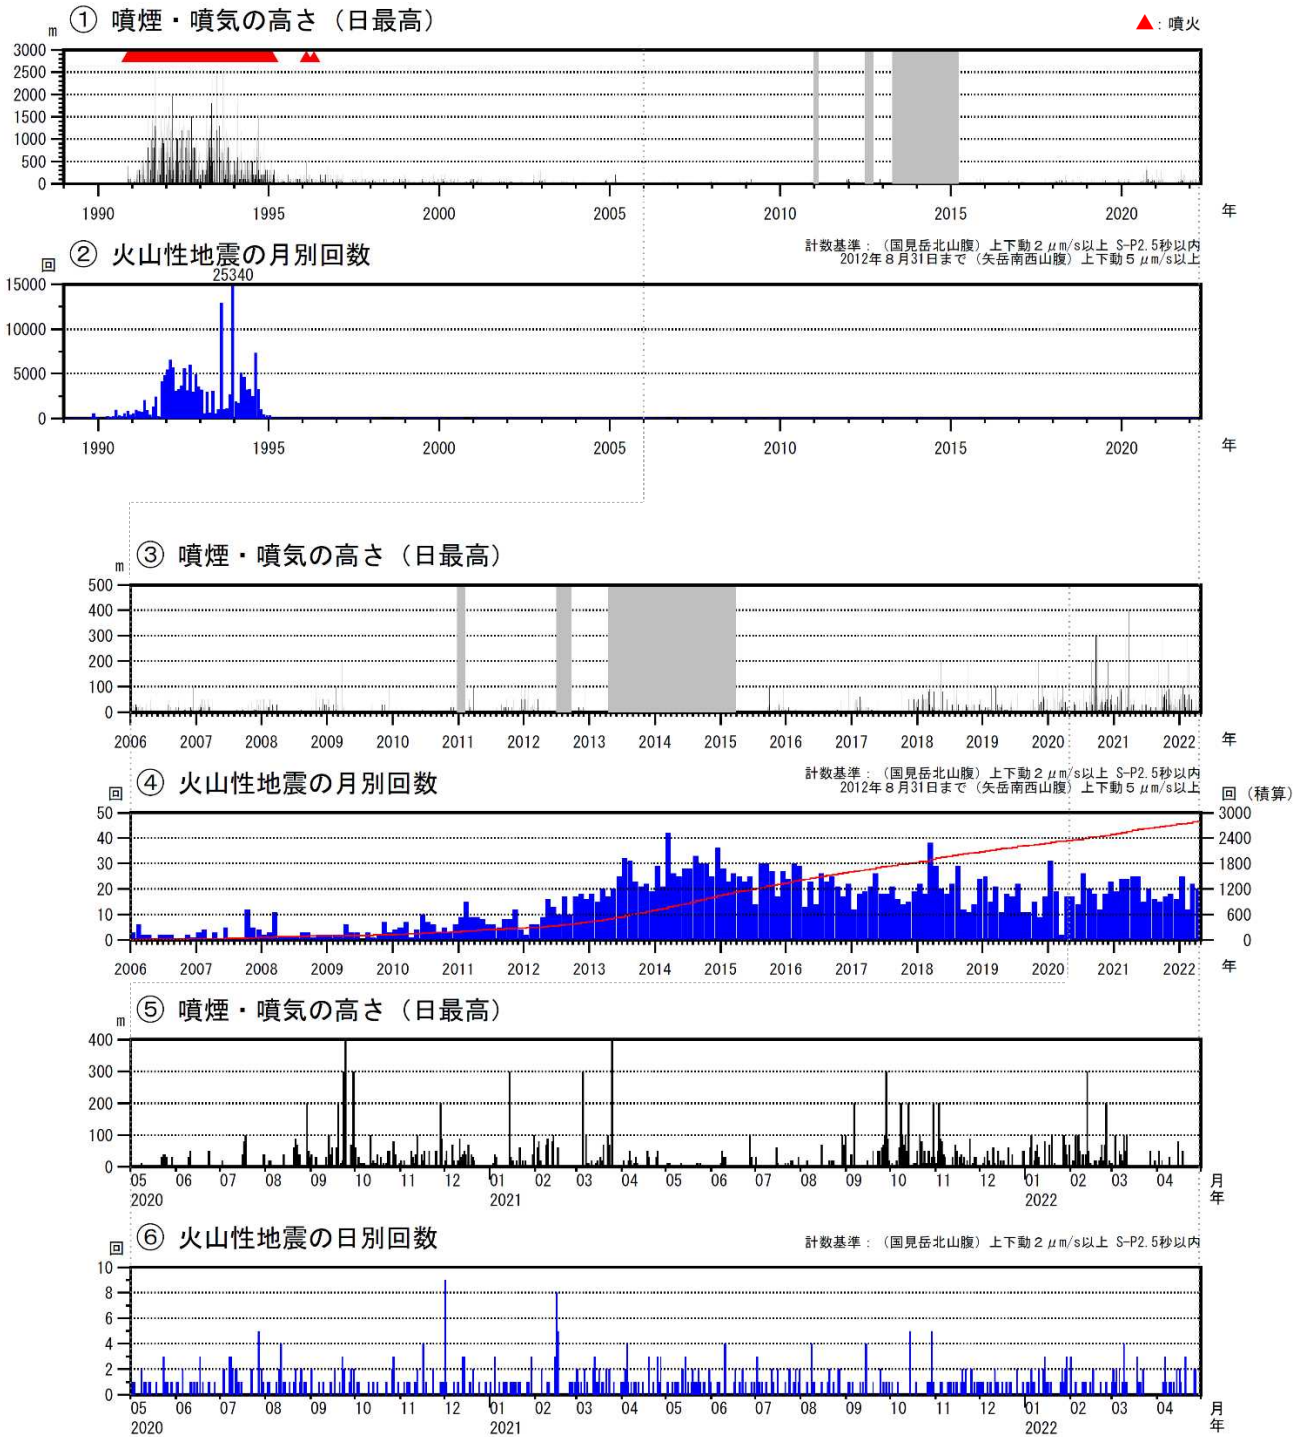 ① 噴煙・噴気の高さ（日最高）
▲：噴火
m
3000
2500
2000
1500
1000
500
0
1990 1995 2000 2005 2010 2015 2020 年
② 火山性地震の月別回数
計数基準：（国見岳北山腹）上下動２μm/s以上 S-P2.5秒以内
2012年８月31日まで（矢岳南西山腹）上下動５μm/s以上
回
25340
15000
10000
5000
0
1990 1995 2000 2005 2010 2015 2020 年
③ 噴煙・噴気の高さ（日最高）
m
500
400
300
200
100
0
2006 2007 2008 2009 2010 2011 2012 2013 2014 2015 2016 2017 2018 2019 2020 2021 2022 年
④ 火山性地震の月別回数
計数基準：（国見岳北山腹）上下動２μm/s以上 S-P2.5秒以内
2012年８月31日まで（矢岳南西山腹）上下動５μm/s以上
回 回（積算）
50 3000
40 2400
30 1800
20 1200
10 600
0 0
2006 2007 2008 2009 2010 2011 2012 2013 2014 2015 2016 2017 2018 2019 2020 2021 2022 年
⑤ 噴煙・噴気の高さ（日最高）
m
400
300
200
100
0
05 06 07 08 09 10 11 12 01 02 03 04 05 06 07 08 09 10 11 12 01 02 03 04 月
2020 2021 2022 年
⑥ 火山性地震の日別回数
計数基準：（国見岳北山腹）上下動２μm/s以上 S-P2.5秒以内
回
10
8
6
4
2
0
05 06 07 08 09 10 11 12 01 02 03 04 05 06 07 08 09 10 11 12 01 02 03 04 月
2020 2021 2022 年